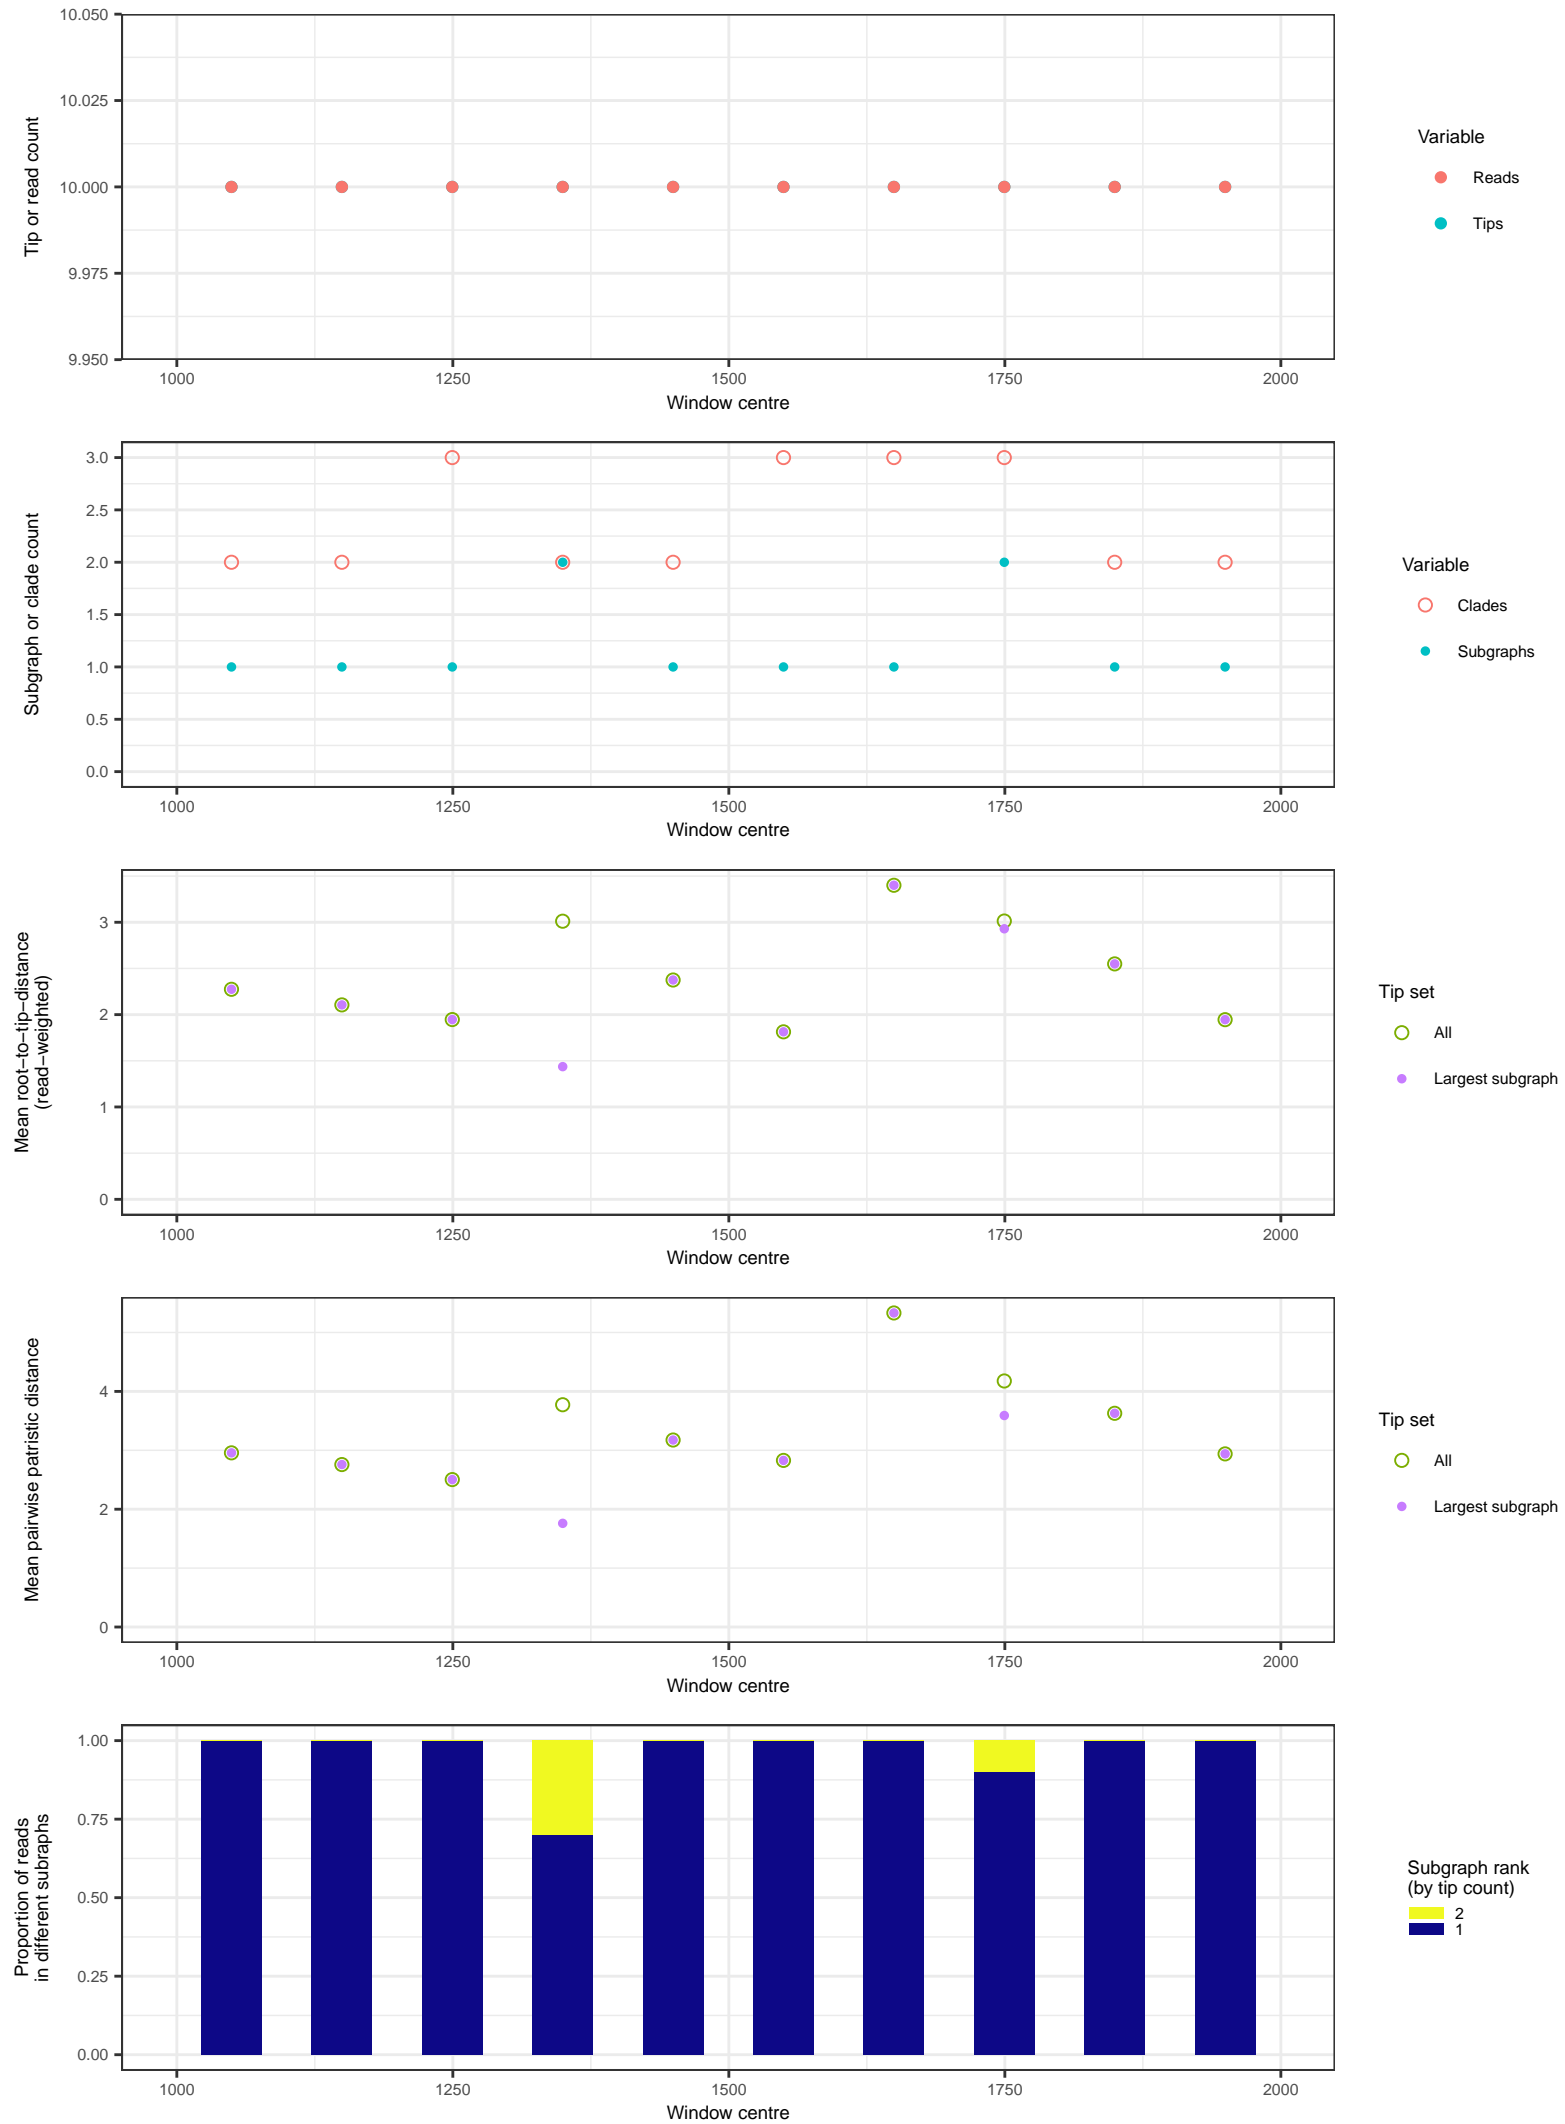 10.050
10.025
10.000
9.975
9.950
Tip or read count
1000 1250 1500 1750 2000
Window centre
Variable
Reads
Tips
3.0
2.5
2.0
1.5
1.0
0.5
0.0
Subgraph or clade count
1000 1250 1500 1750 2000
Window centre
Variable
Clades
Subgraphs
3
2
1
0
Mean root−to−tip−distance
(read−weighted)
1000 1250 1500 1750 2000
Window centre
Tip set
All
Largest subgraph
4
2
0
Mean pairwise patristic distance
1000 1250 1500 1750 2000
Window centre
Tip set
All
Largest subgraph
1.00
0.75
0.50
0.25
0.00
Proportion of reads
in different subraphs
1000 1250 1500 1750 2000
Window centre
Subgraph rank
(by tip count)
2
1